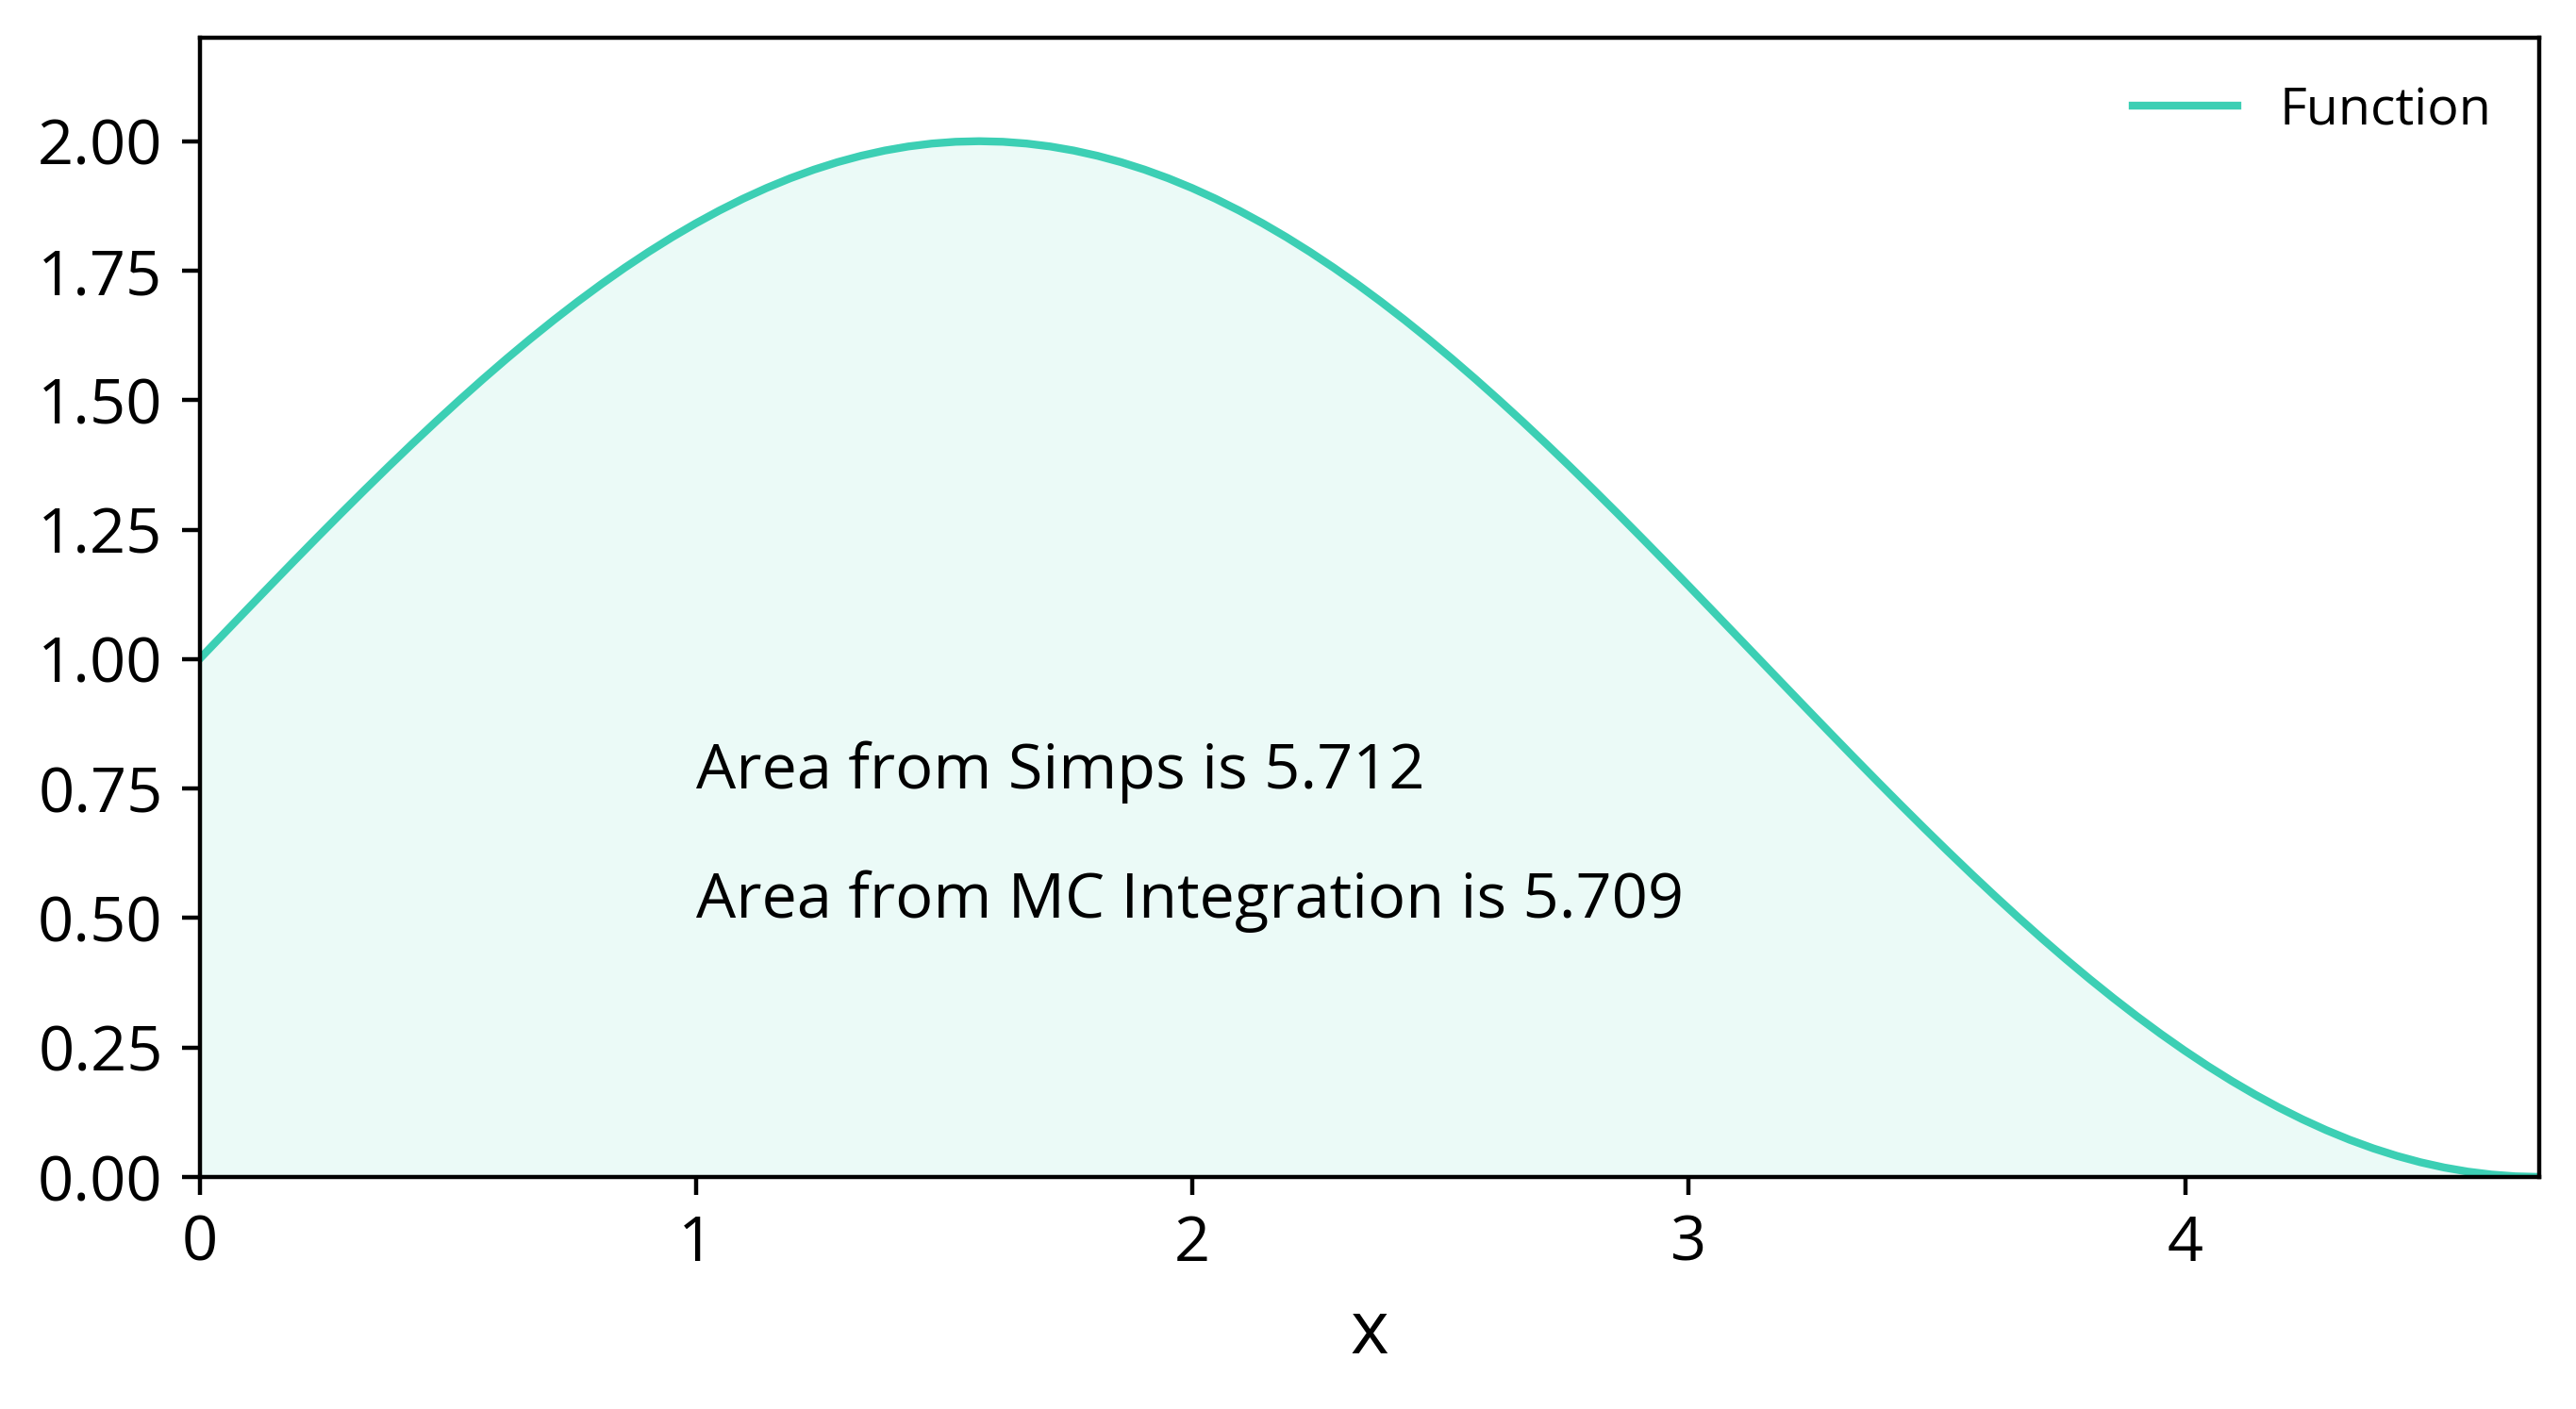 Function
2.00
1.75
1.50
1.25
1.00
0.75
0.50
0.25
0.00
Area from Simps is 5.712
Area from MC Integration is 5.709
0 1 2 3 4
x